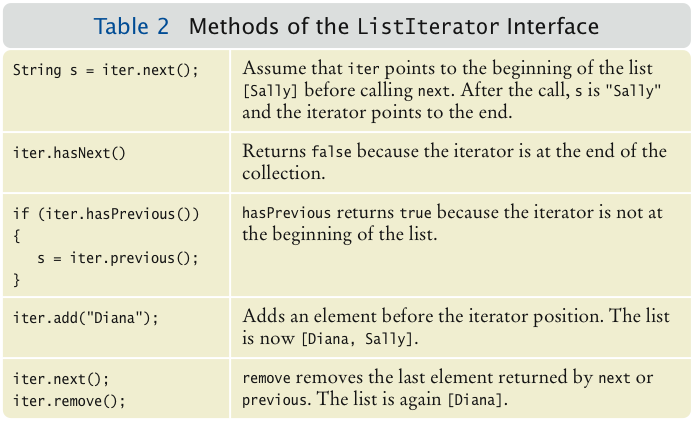 Table 2 Methods of the ListIterator Interface
String s = iter.next();
Assume that iter points to the beginning of the list
[Sally] before calling next. After the call, s is "Sally"
and the iterator points to the end.
iter.hasNext()
Returns false because the iterator is at the end of the
collection.
if (iter.hasPrevious())
{
   s = iter.previous();
}
hasPrevious returns true because the iterator is not at
the beginning of the list.
iter.add("Diana");
Adds an element before the iterator position. The list
is now [Diana, Sally].
iter.next();
iter.remove();
remove removes the last element returned by next or
previous. The list is again [Diana].